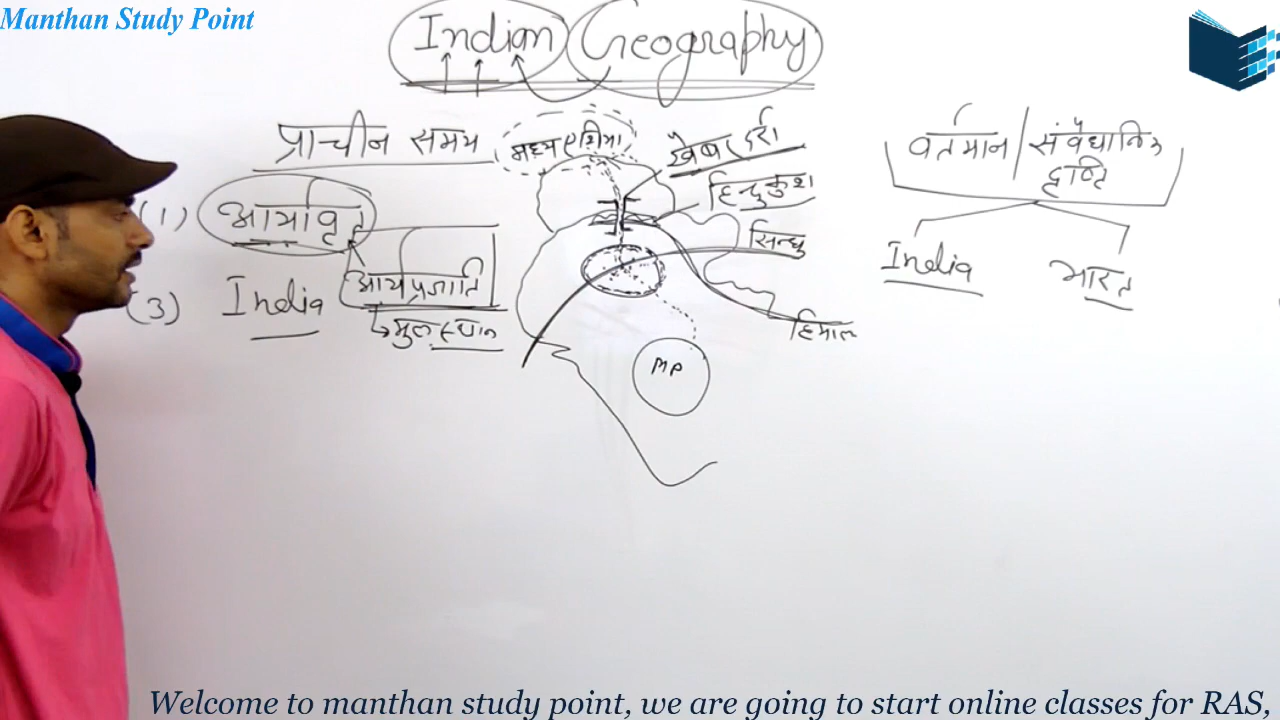 Manthan Study Point
Indian Geography
प्राचीन समय
मध्य एशिया
खैबर दर्रा
हिन्दुकुश
सिन्धु
वर्तमान / संवैधानिक
दृष्टि
(1) आर्यावृत
आर्य प्रजाति
India
भारत
(3) India
↳ मुल स्थान
हिमाल
MP
Welcome to manthan study point, we are going to start online classes for RAS,